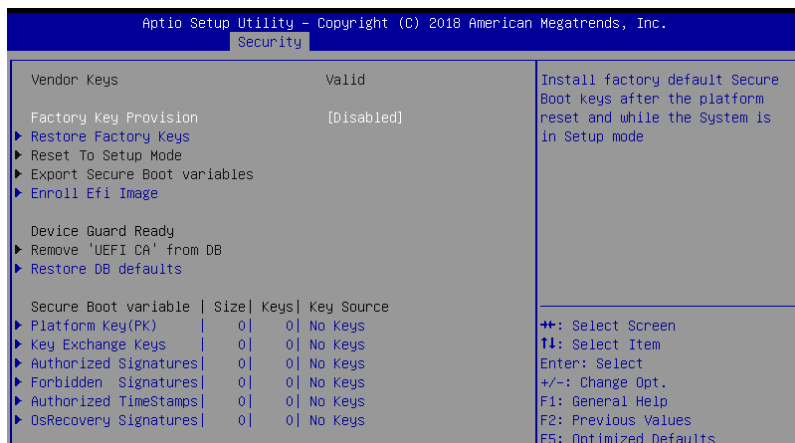 Aptio Setup Utility – Copyright (C) 2018 American Megatrends, Inc.
Security
Vendor Keys Valid
Factory Key Provision [Disabled]
Restore Factory Keys
Reset To Setup Mode
Export Secure Boot variables
Enroll Efi Image
Device Guard Ready
Remove 'UEFI CA' from DB
Restore DB defaults
Secure Boot variable | Size| Keys| Key Source
Platform Key(PK) | 0| 0| No Keys
Key Exchange Keys | 0| 0| No Keys
Authorized Signatures| 0| 0| No Keys
Forbidden Signatures| 0| 0| No Keys
Authorized TimeStamps| 0| 0| No Keys
OsRecovery Signatures| 0| 0| No Keys
Install factory default Secure
Boot keys after the platform
reset and while the System is
in Setup mode
→←: Select Screen
↑↓: Select Item
Enter: Select
+/-: Change Opt.
F1: General Help
F2: Previous Values
F5: Optimized Defaults